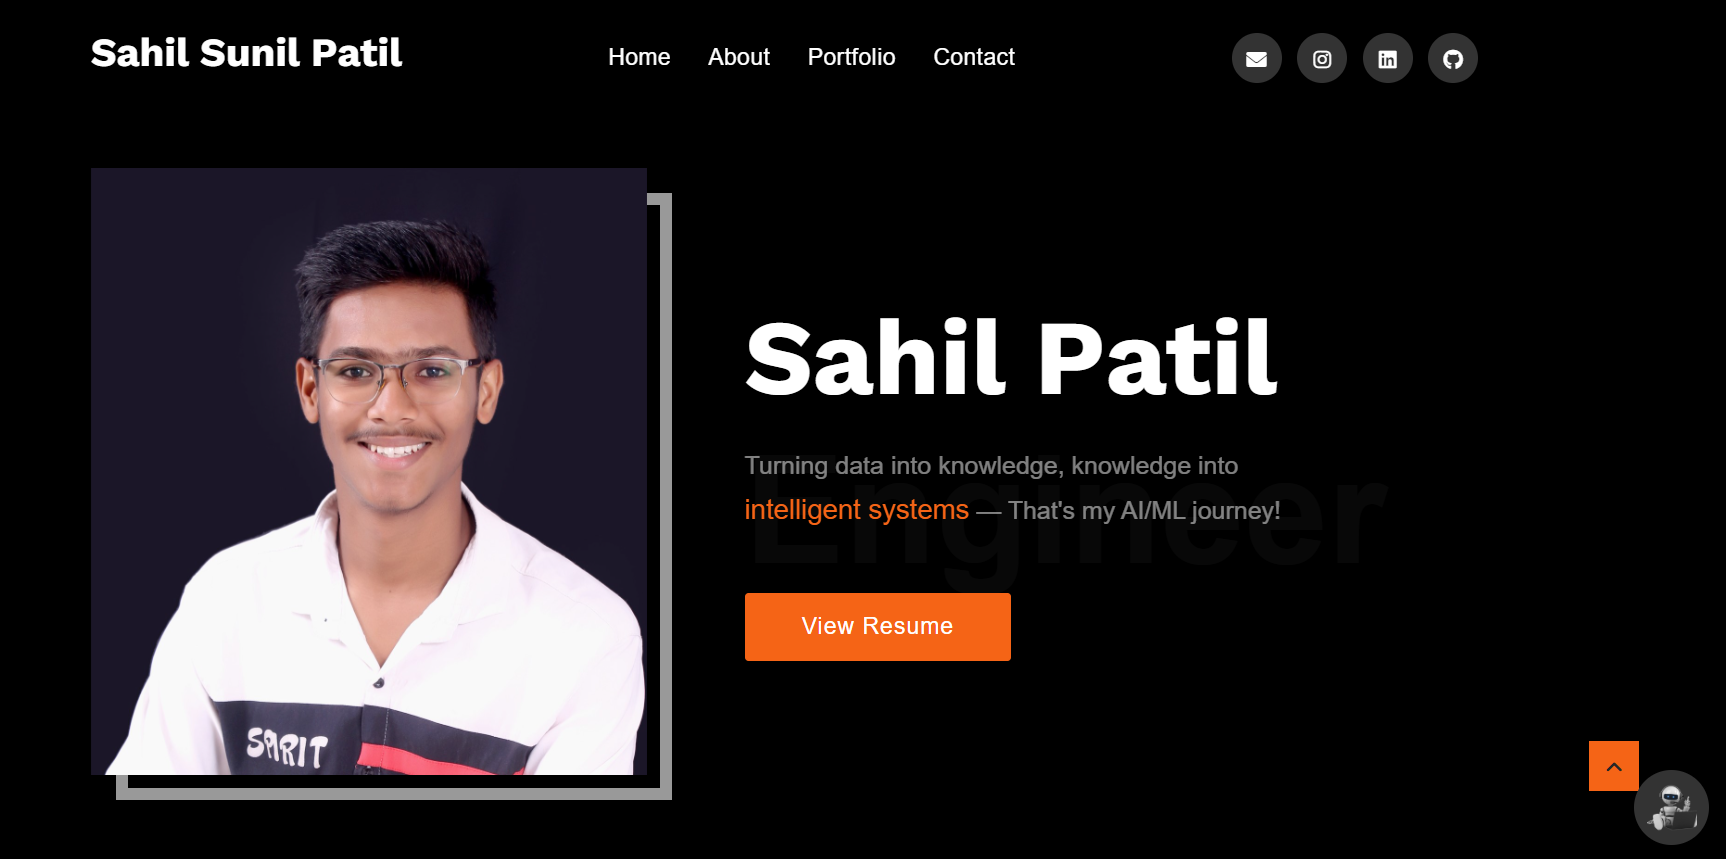 Sahil Sunil Patil
Home About Portfolio Contact
Sahil Patil
Engineer
Turning data into knowledge, knowledge into
intelligent systems — That's my AI/ML journey!
View Resume
SPIRIT